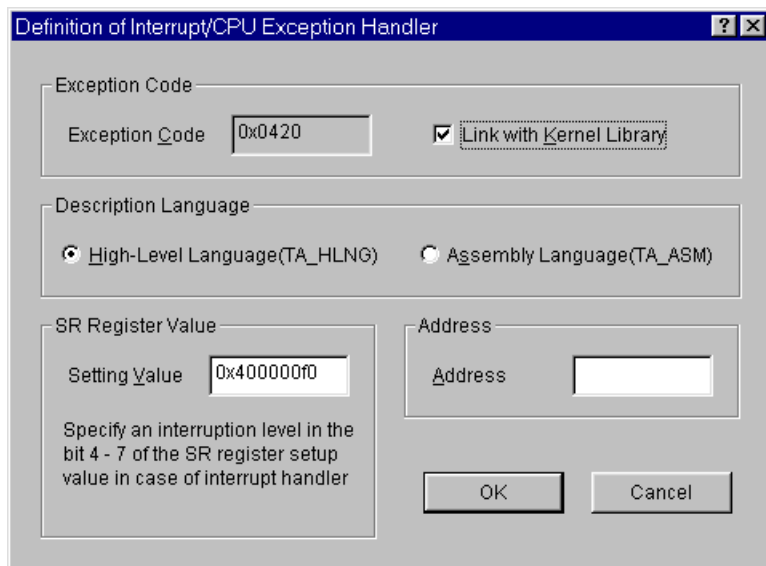 Definition of Interrupt/CPU Exception Handler
Exception Code
Exception Code 0x0420 Link with Kernel Library
Description Language
High-Level Language(TA_HLNG) Assembly Language(TA_ASM)
SR Register Value
Setting Value 0x400000f0
Specify an interruption level in the
bit 4 - 7 of the SR register setup
value in case of interrupt handler
Address
Address
OK Cancel